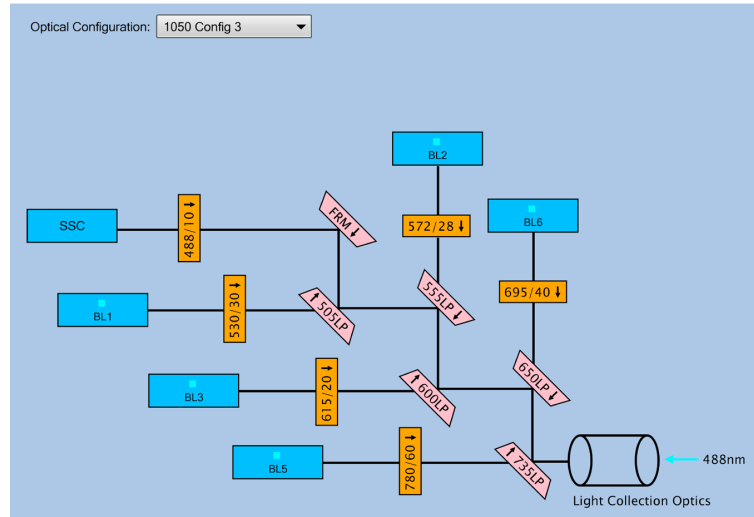 Optical Configuration: 1050 Config 3
BL2
SSC
488/10
FRM
572/28
BL6
BL1
530/30
505LP
555LP
695/40
BL3
615/20
600LP
650LP
BL5
780/60
735LP
488nm
Light Collection Optics